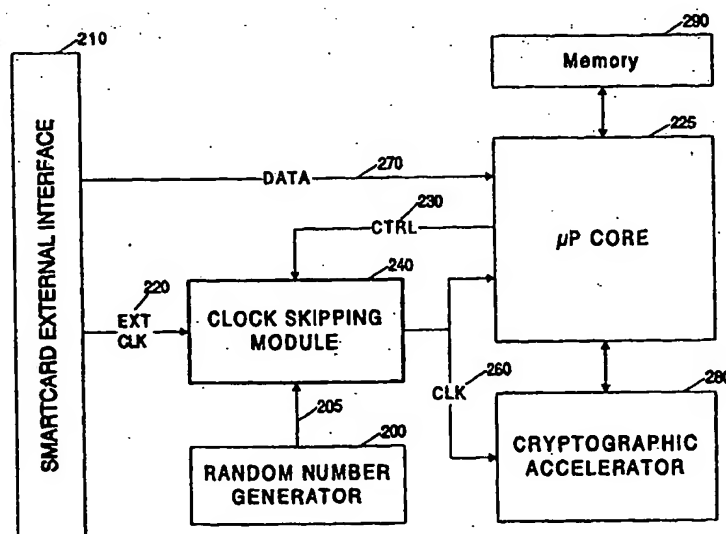 210
SMARTCARD EXTERNAL INTERFACE
290
Memory
225
DATA
270
230
CTRL
µP CORE
240
220
EXT
CLK
CLOCK SKIPPING
MODULE
260
CLK
205
200
280
RANDOM NUMBER
GENERATOR
CRYPTOGRAPHIC
ACCELERATOR